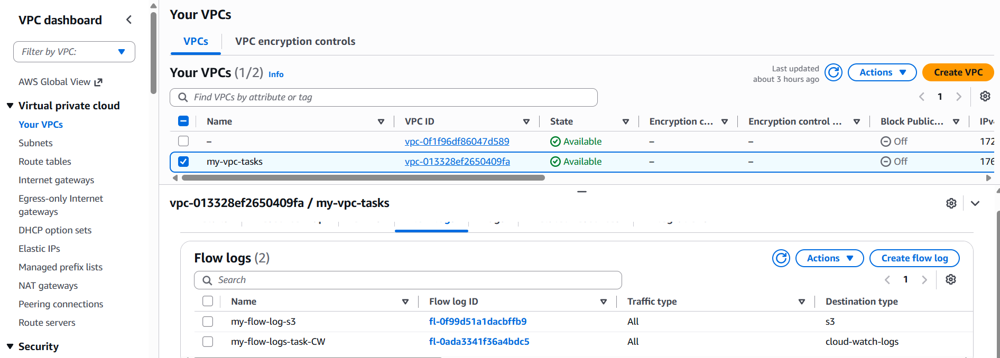 VPC dashboard
Filter by VPC:
AWS Global View
Virtual private cloud
Your VPCs
Subnets
Route tables
Internet gateways
Egress-only Internet
gateways
DHCP option sets
Elastic IPs
Managed prefix lists
NAT gateways
Peering connections
Route servers
Security
Your VPCs
VPCs VPC encryption controls
Your VPCs (1/2) Info
Last updated
about 3 hours ago
Actions
Create VPC
Find VPCs by attribute or tag
1
Name VPC ID State Encryption c... Encryption control ... Block Public...
– vpc-0f1f96df86047d589 Available – – Off 172
my-vpc-tasks vpc-013328ef2650409fa Available – – Off 176
vpc-013328ef2650409fa / my-vpc-tasks
Flow logs (2)
Actions
Create flow log
Search
1
Name Flow log ID Traffic type Destination type
my-flow-log-s3 fl-0f99d51a1dacbffb9 All s3
my-flow-logs-task-CW fl-0ada3341f36a4bdc5 All cloud-watch-logs